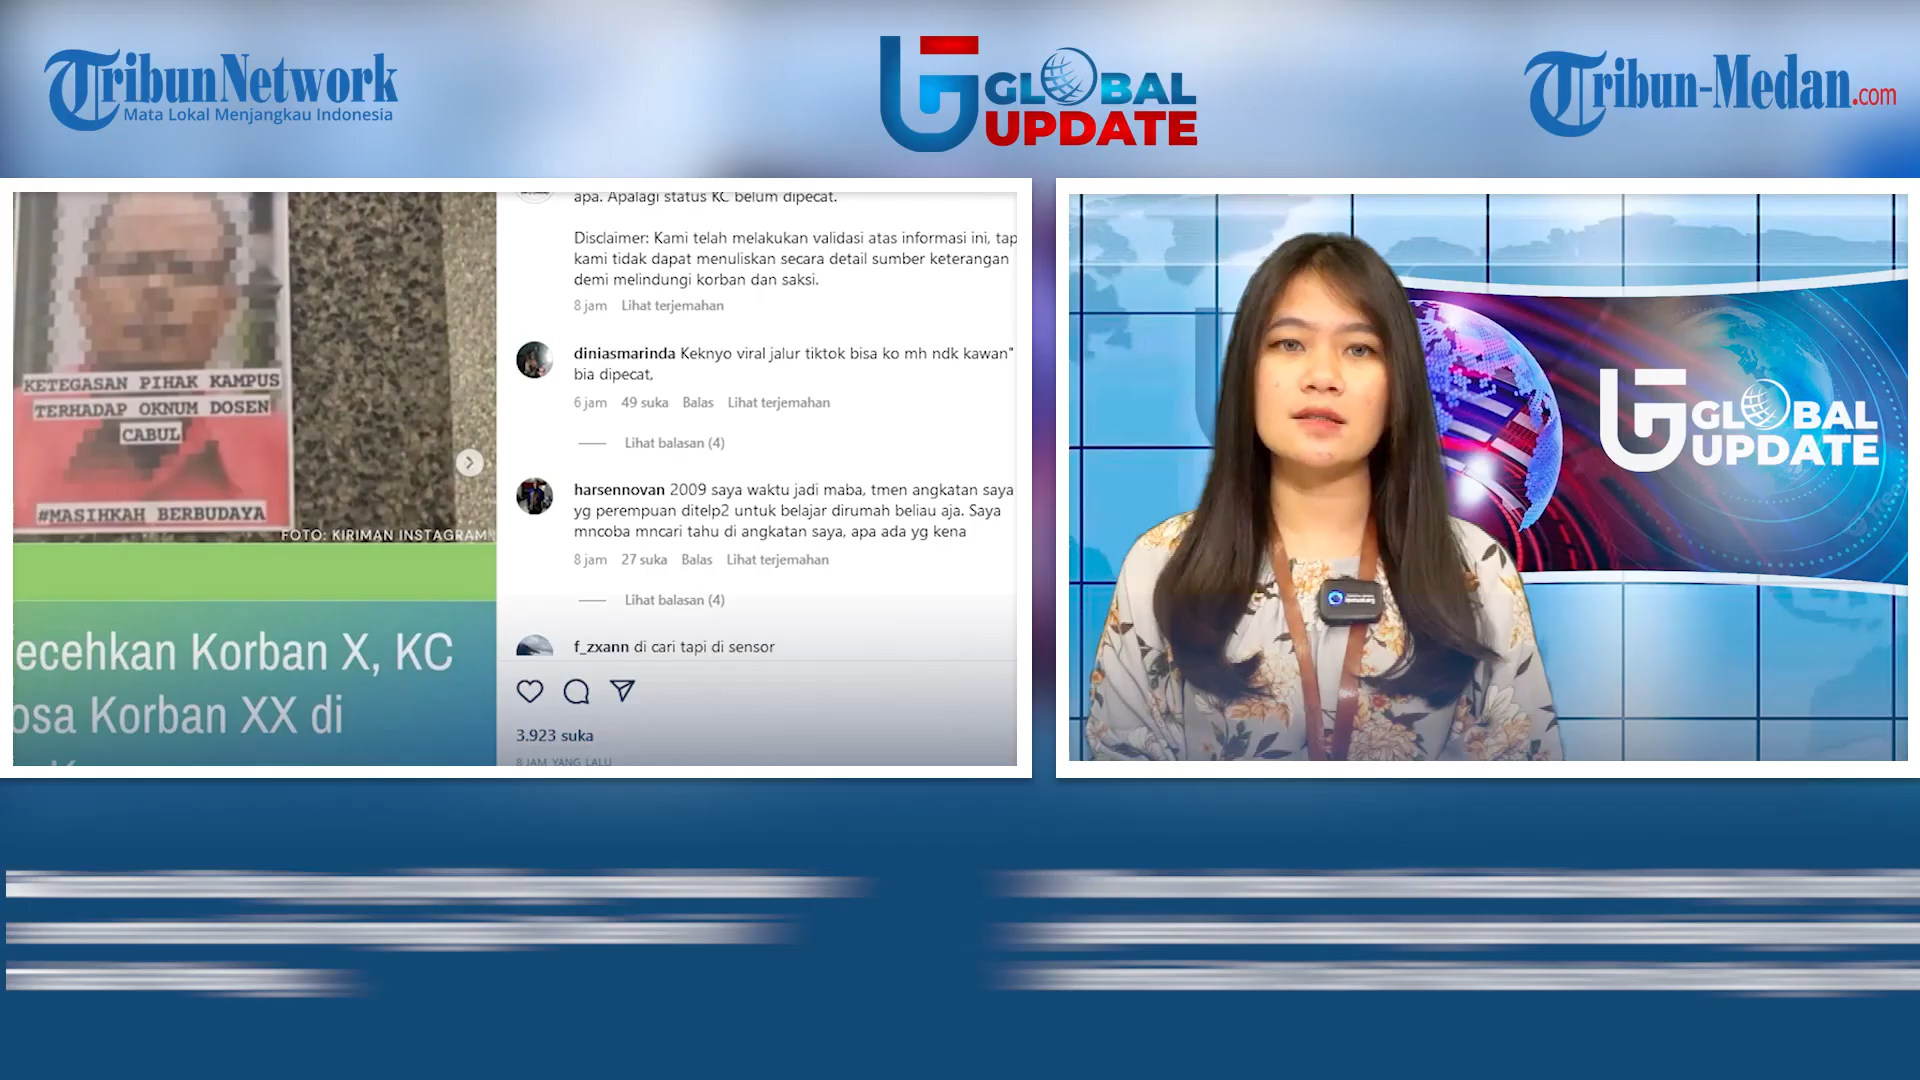 Tribun Network
Mata Lokal Menjangkau Indonesia
GLOBAL
UPDATE
Tribun-Medan.com
KETEGASAN PIHAK KAMPUS
TERHADAP OKNUM DOSEN
CABUL
#MASIHKAH BERBUDAYA
FOTO: KIRIMAN INSTAGRAM
ecehkan Korban X, KC
osa Korban XX di
apa. Apalagi status KC belum dipecat.
Disclaimer: Kami telah melakukan validasi atas informasi ini, tap
kami tidak dapat menuliskan secara detail sumber keterangan
demi melindungi korban dan saksi.
8 jam Lihat terjemahan
diniasmarinda Keknyo viral jalur tiktok bisa ko mh ndk kawan"
bia dipecat,
6 jam 49 suka Balas Lihat terjemahan
Lihat balasan (4)
harsennovan 2009 saya waktu jadi maba, tmen angkatan saya
yg perempuan ditelp2 untuk belajar dirumah beliau aja. Saya
mncoba mncari tahu di angkatan saya, apa ada yg kena
8 jam 27 suka Balas Lihat terjemahan
Lihat balasan (4)
f_zxann di cari tapi di sensor
3.923 suka
8 JAM YANG LALU
GLOBAL
UPDATE